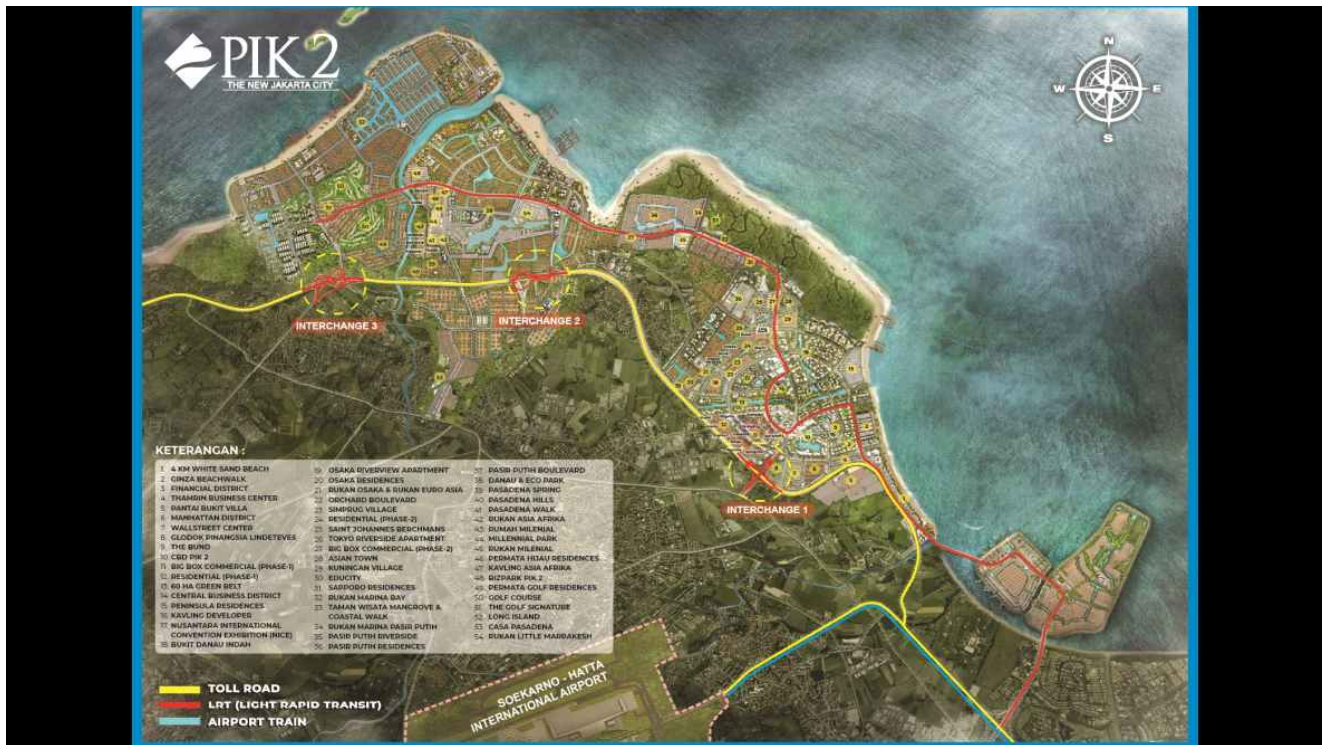 PIK 2
THE NEW JAKARTA CITY
N
W E
S
INTERCHANGE 3
INTERCHANGE 2
INTERCHANGE 1
KETERANGAN :
1. 4 KM WHITE SAND BEACH
2. GINZA BEACHWALK
3. FINANCIAL DISTRICT
4. THAMRIN BUSINESS CENTER
5. PANTAI BUKIT VILLA
6. MANHATTAN DISTRICT
7. WALLSTREET CENTER
8. GLODOK PINANGSIA LINDETEVES
9. THE BUND
10. CBD PIK 2
11. BIG BOX COMMERCIAL (PHASE-1)
12. RESIDENTIAL (PHASE-1)
13. 60 HA GREEN BELT
14. CENTRAL BUSINESS DISTRICT
15. PENINSULA RESIDENCES
16. KAVLING DEVELOPER
17. NUSANTARA INTERNATIONAL
CONVENTION EXHIBITION (NICE)
18. BUKIT DANAU INDAH
19. OSAKA RIVERVIEW APARTMENT
20. OSAKA RESIDENCES
21. RUKAN OSAKA & RUKAN EURO ASIA
22. ORCHARD BOULEVARD
23. SIMPRUG VILLAGE
24. RESIDENTIAL (PHASE-2)
25. SAINT JOHANNES BERCHMANS
26. TOKYO RIVERSIDE APARTMENT
27. BIG BOX COMMERCIAL (PHASE-2)
28. ASIAN TOWN
29. KUNINGAN VILLAGE
30. EDUCITY
31. SAPPORO RESIDENCES
32. RUKAN MARINA BAY
33. TAMAN WISATA MANGROVE &
COASTAL WALK
34. RUKAN MARINA PASIR PUTIH
35. PASIR PUTIH RIVERSIDE
36. PASIR PUTIH RESIDENCES
37. PASIR PUTIH BOULEVARD
38. DANAU & ECO PARK
39. PASADENA SPRING
40. PASADENA HILLS
41. PASADENA WALK
42. RUKAN ASIA AFRIKA
43. RUMAH MILENIAL
44. MILLENNIAL PARK
45. RUKAN MILENIAL
46. PERMATA HIJAU RESIDENCES
47. KAVLING ASIA AFRIKA
48. BIZPARK PIK 2
49. PERMATA GOLF RESIDENCES
50. GOLF COURSE
51. THE GOLF SIGNATURE
52. LONG ISLAND
53. CASA PASADENA
54. RUKAN LITTLE MARRAKESH
TOLL ROAD
LRT (LIGHT RAPID TRANSIT)
AIRPORT TRAIN
SOEKARNO - HATTA
INTERNATIONAL AIRPORT